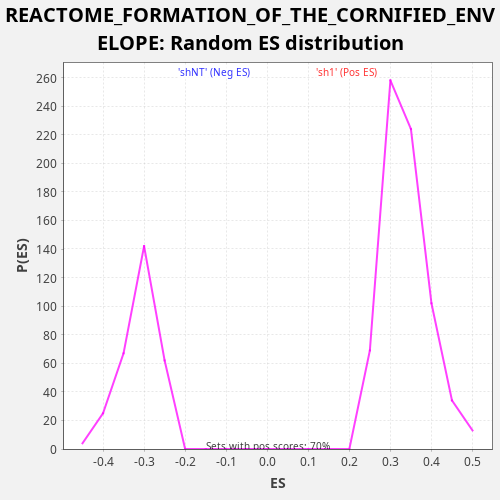 REACTOME_FORMATION_OF_THE_CORNIFIED_ENV
ELOPE: Random ES distribution
'shNT' (Neg ES)
'sh1' (Pos ES)
260
240
220
200
180
160
140
120
100
80
60
40
20
0
P(ES)
Sets with pos scores: 70%
-0.4 -0.3 -0.2 -0.1 0.0 0.1 0.2 0.3 0.4 0.5
ES